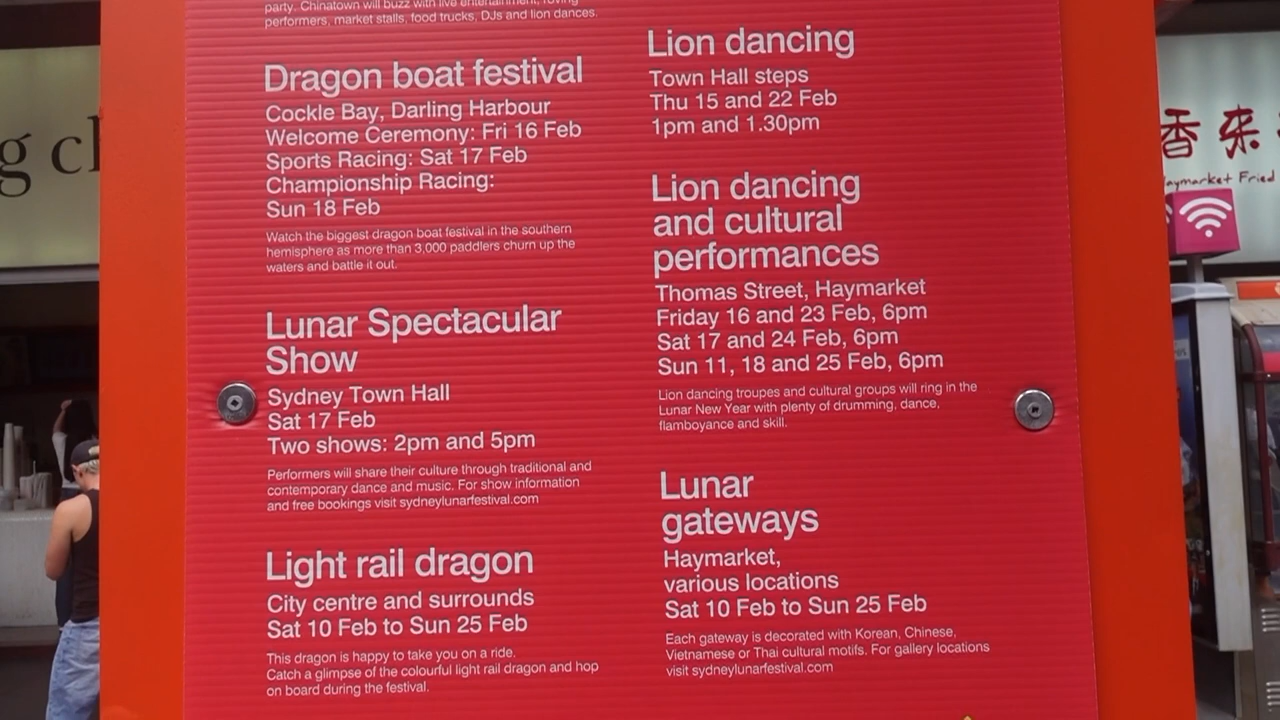 party. Chinatown will buzz with live entertainment, roving
performers, market stalls, food trucks, DJs and lion dances.
Dragon boat festival
Cockle Bay, Darling Harbour
Welcome Ceremony: Fri 16 Feb
Sports Racing: Sat 17 Feb
Championship Racing:
Sun 18 Feb
Watch the biggest dragon boat festival in the southern
hemisphere as more than 3,000 paddlers churn up the
waters and battle it out.
Lunar Spectacular
Show
Sydney Town Hall
Sat 17 Feb
Two shows: 2pm and 5pm
Performers will share their culture through traditional and
contemporary dance and music. For show information
and free bookings visit sydneylunarfestival.com
Light rail dragon
City centre and surrounds
Sat 10 Feb to Sun 25 Feb
This dragon is happy to take you on a ride.
Catch a glimpse of the colourful light rail dragon and hop
on board during the festival.
Lion dancing
Town Hall steps
Thu 15 and 22 Feb
1pm and 1.30pm
Lion dancing
and cultural
performances
Thomas Street, Haymarket
Friday 16 and 23 Feb, 6pm
Sat 17 and 24 Feb, 6pm
Sun 11, 18 and 25 Feb, 6pm
Lion dancing troupes and cultural groups will ring in the
Lunar New Year with plenty of drumming, dance,
flamboyance and skill.
Lunar
gateways
Haymarket,
various locations
Sat 10 Feb to Sun 25 Feb
Each gateway is decorated with Korean, Chinese,
Vietnamese or Thai cultural motifs. For gallery locations
visit sydneylunarfestival.com
香来
aymarket Fried
g cl